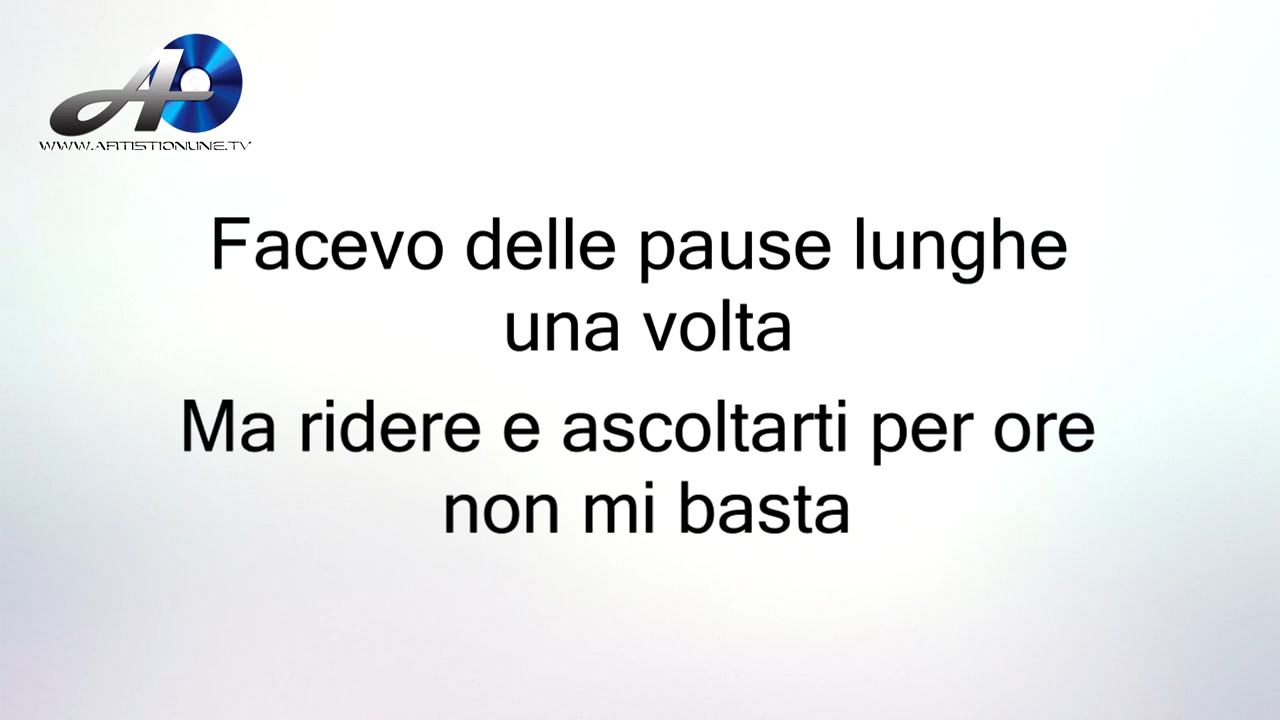 WWW.ARTISTIONLINE.TV
Facevo delle pause lunghe
una volta
Ma ridere e ascoltarti per ore
non mi basta